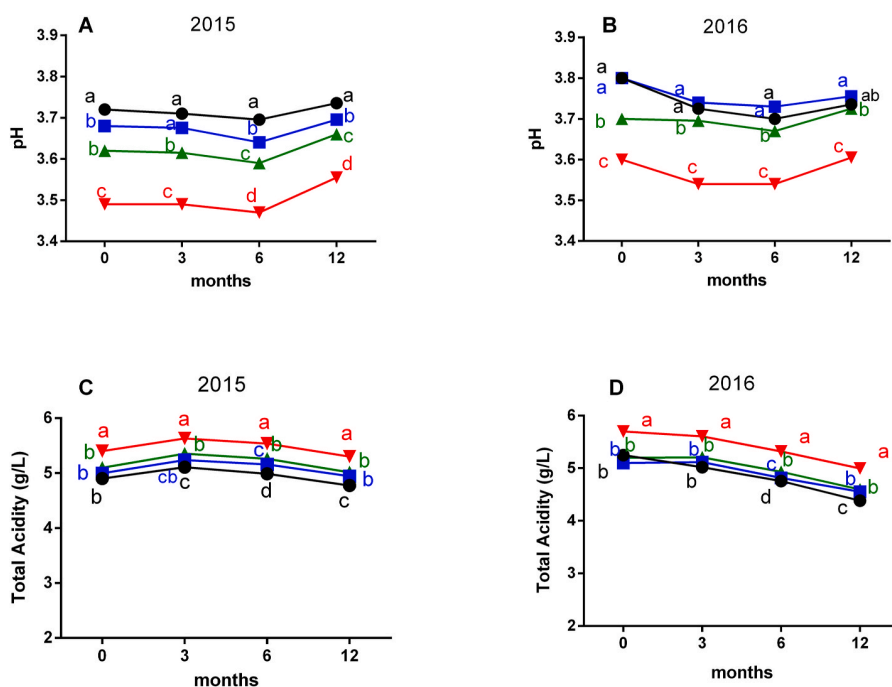 A 2015
3.9
3.8
3.7
3.6
3.5
3.4
pH
a a a a
b a b b
b b c c
c c d d
0 3 6 12
months
B 2016
3.9
3.8
3.7
3.6
3.5
3.4
pH
a a a ab
a a a a
b b b b
c c c c
0 3 6 12
months
C 2015
6
5
4
3
2
Total Acidity (g/L)
a a a a
b b b b
b cb c b
b c d c
0 3 6 12
months
D 2016
6
5
4
3
2
Total Acidity (g/L)
a a a a
b b b b
b b c b
b b d c
0 3 6 12
months